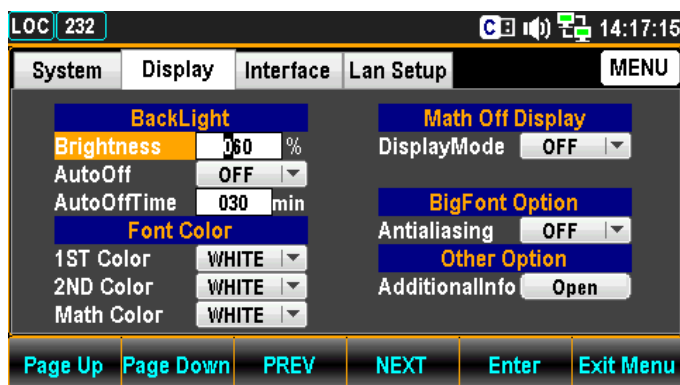 LOC 232 C 14:17:15
System Display Interface Lan Setup MENU
BackLight
Brightness 060 %
AutoOff OFF
AutoOffTime 030 min
Font Color
1ST Color WHITE
2ND Color WHITE
Math Color WHITE
Math Off Display
DisplayMode OFF
BigFont Option
Antialiasing OFF
Other Option
AdditionalInfo Open
Page Up Page Down PREV NEXT Enter Exit Menu